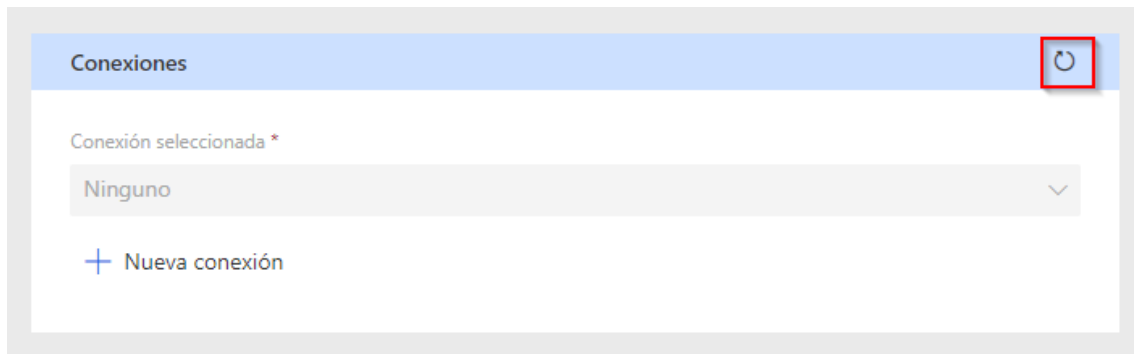 Conexiones
Conexión seleccionada *
Ninguno
Nueva conexión